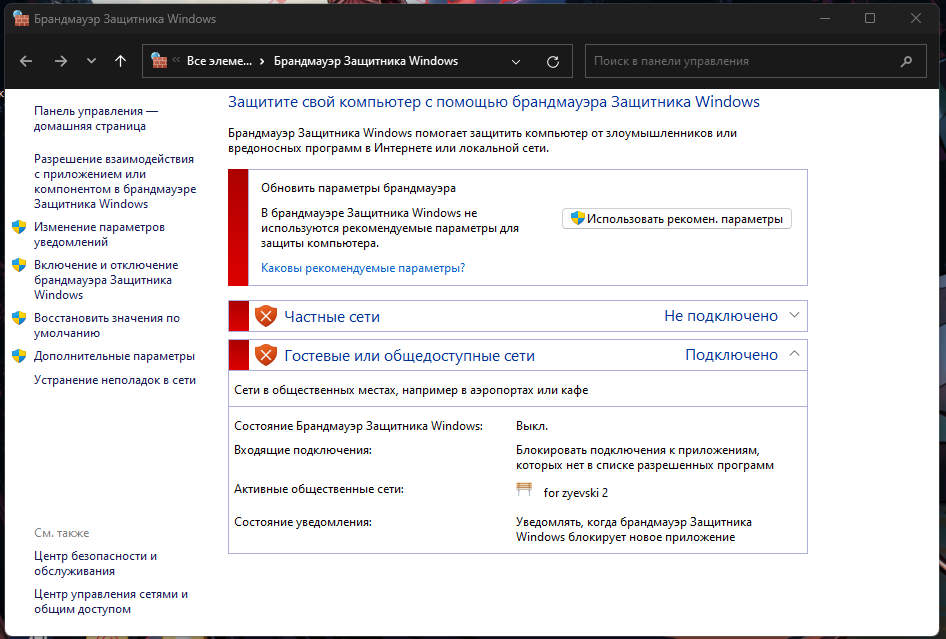 Брандмауэр Защитника Windows
« Все элеме... › Брандмауэр Защитника Windows
Поиск в панели управления
Панель управления —
домашняя страница
Разрешение взаимодействия
с приложением или
компонентом в брандмауэре
Защитника Windows
Изменение параметров
уведомлений
Включение и отключение
брандмауэра Защитника
Windows
Восстановить значения по
умолчанию
Дополнительные параметры
Устранение неполадок в сети
См. также
Центр безопасности и
обслуживания
Центр управления сетями и
общим доступом
Защитите свой компьютер с помощью брандмауэра Защитника Windows
Брандмауэр Защитника Windows помогает защитить компьютер от злоумышленников или
вредоносных программ в Интернете или локальной сети.
Обновить параметры брандмауэра
В брандмауэре Защитника Windows не
используются рекомендуемые параметры для
защиты компьютера.
Использовать рекомен. параметры
Каковы рекомендуемые параметры?
Частные сети Не подключено
Гостевые или общедоступные сети Подключено
Сети в общественных местах, например в аэропортах или кафе
Состояние Брандмауэр Защитника Windows: Выкл.
Входящие подключения: Блокировать подключения к приложениям,
которых нет в списке разрешенных программ
Активные общественные сети: for zyevski 2
Состояние уведомления: Уведомлять, когда брандмауэр Защитника
Windows блокирует новое приложение